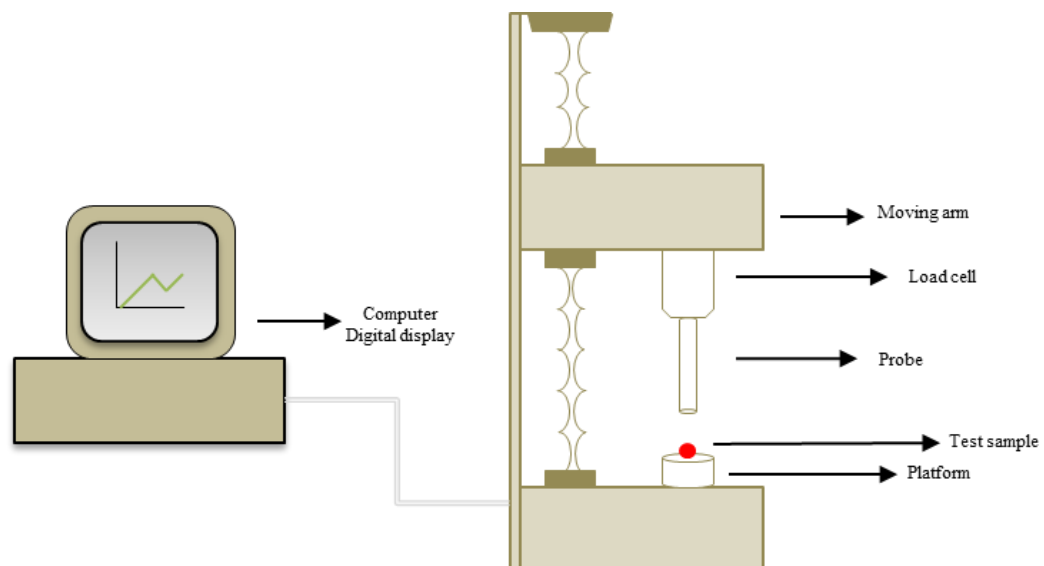 Moving arm
Load cell
Computer
Digital display
Probe
Test sample
Platform